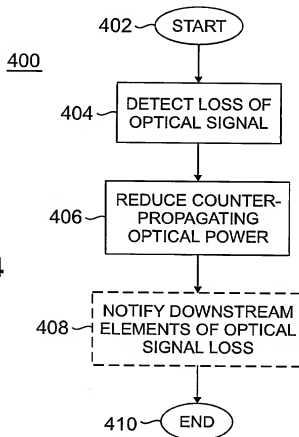 402
START
400
404
DETECT LOSS OF
OPTICAL SIGNAL
406
REDUCE COUNTER-
PROPAGATING
OPTICAL POWER
4
408
NOTIFY DOWNSTREAM
ELEMENTS OF OPTICAL
SIGNAL LOSS
410
END